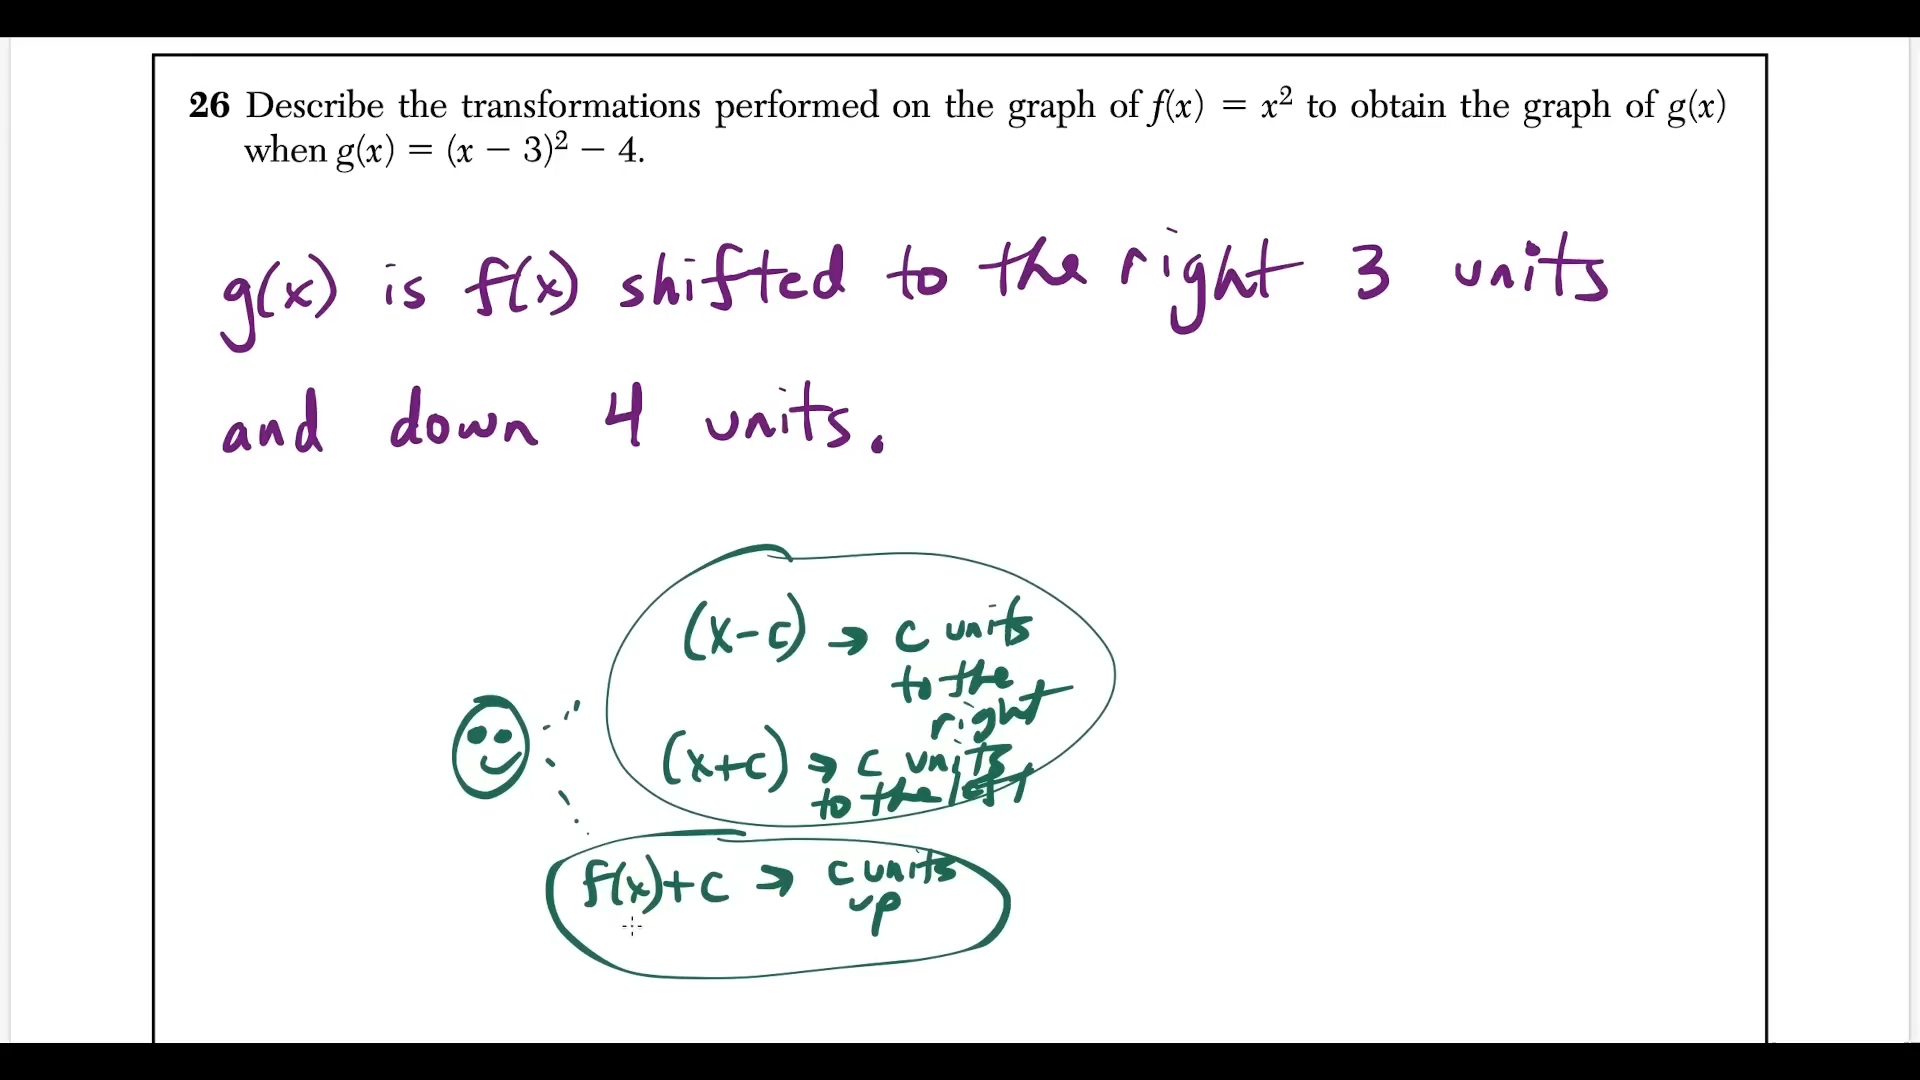 26 Describe the transformations performed on the graph of f(x) = x² to obtain the graph of g(x)
when g(x) = (x − 3)² − 4.
g(x) is f(x) shifted to the right 3 units
and down 4 units.
(x-c) → c units
to the
right
(x+c) → c units
to the left
f(x)+c → c units
up